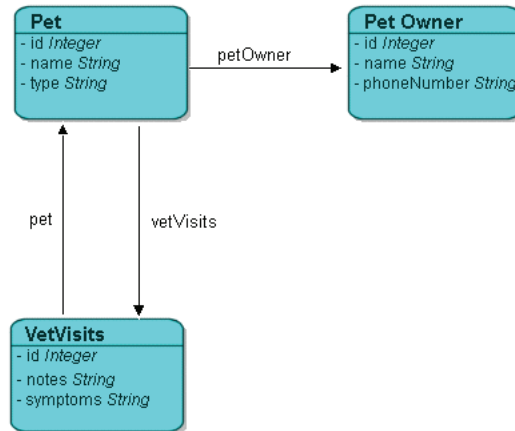 Pet
- id Integer
- name String
- type String
petOwner
Pet Owner
- id Integer
- name String
- phoneNumber String
pet
vetVisits
VetVisits
- id Integer
- notes String
- symptoms String